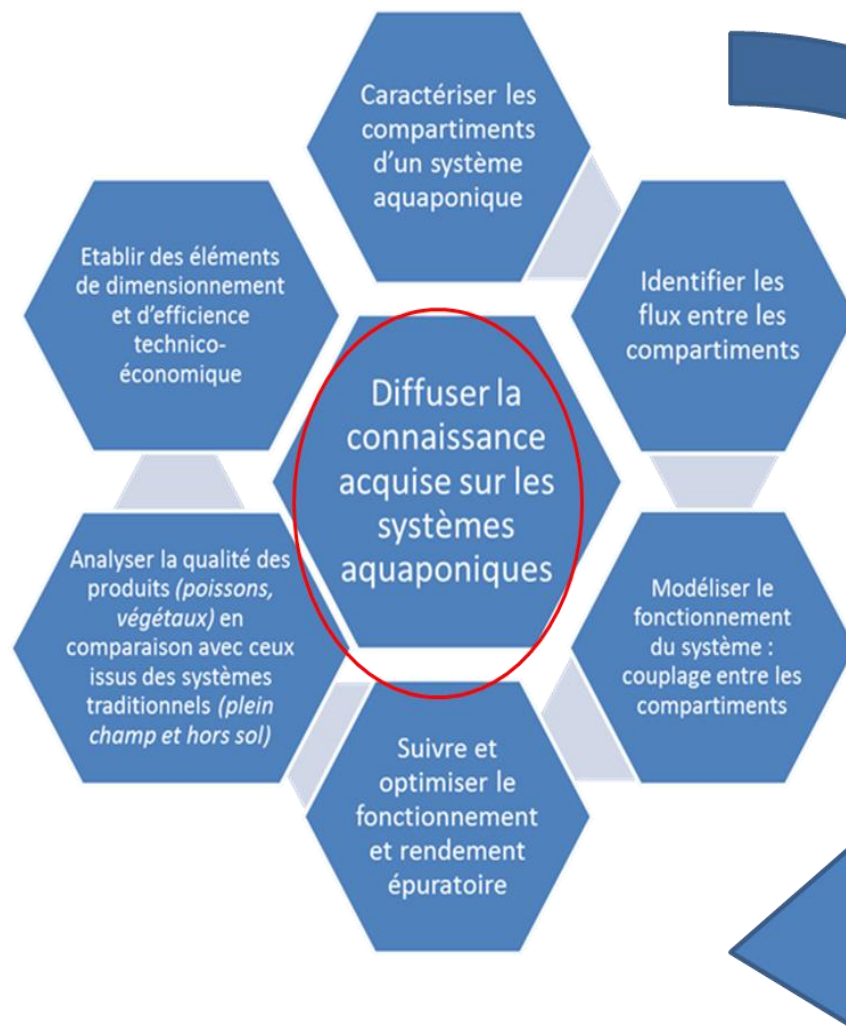 Caractériser les
compartiments
d'un système
aquaponique
Identifier les
flux entre les
compartiments
Modéliser le
fonctionnement
du système :
couplage entre les
compartiments
Suivre et
optimiser le
fonctionnement
et rendement
épuratoire
Analyser la qualité des
produits (poissons,
végétaux) en
comparaison avec ceux
issus des systèmes
traditionnels (plein
champ et hors sol)
Etablir des éléments
de dimensionnement
et d'efficience
technico-
économique
Diffuser la
connaissance
acquise sur les
systèmes
aquaponiques